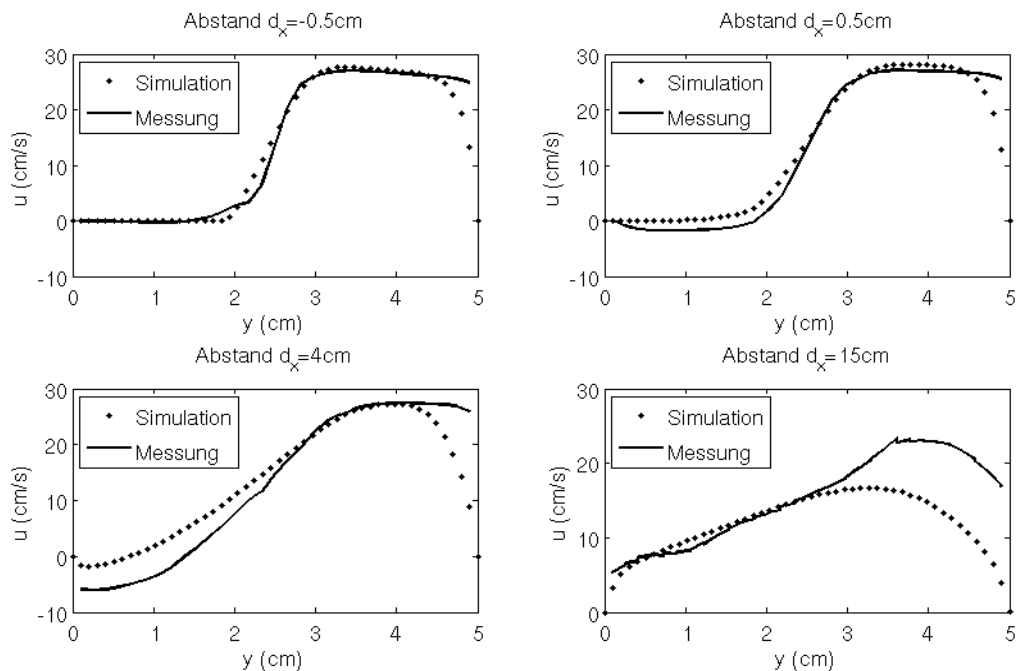 Abstand d_x=-0.5cm
30
20
10
0
-10
u (cm/s)
Simulation
Messung
0 1 2 3 4 5
y (cm)
Abstand d_x=0.5cm
30
20
10
0
-10
u (cm/s)
Simulation
Messung
0 1 2 3 4 5
y (cm)
Abstand d_x=4cm
30
20
10
0
-10
u (cm/s)
Simulation
Messung
0 1 2 3 4 5
y (cm)
Abstand d_x=15cm
30
20
10
0
u (cm/s)
Simulation
Messung
0 1 2 3 4 5
y (cm)